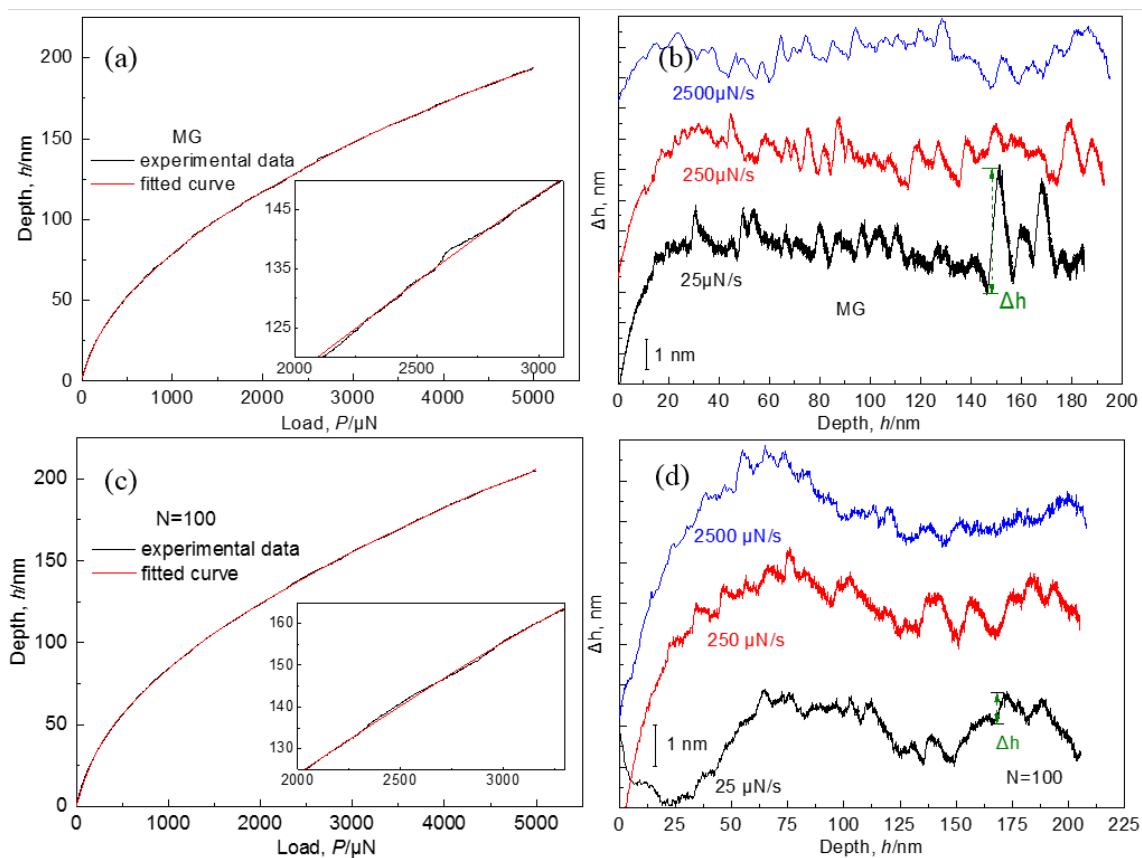 (a)
MG
experimental data
fitted curve
Depth, h/nm
200
150
100
50
0
145
135
125
2000
2500
3000
0
1000
2000
3000
4000
5000
Load, P/µN
(b)
2500µN/s
250µN/s
25µN/s
Δh
MG
1 nm
Δh, nm
0
20
40
60
80
100
120
140
160
180
200
Depth, h/nm
(c)
N=100
experimental data
fitted curve
Depth, h/nm
200
150
100
50
0
160
150
140
130
2000
2500
3000
0
1000
2000
3000
4000
5000
Load, P/µN
(d)
2500 µN/s
250 µN/s
25 µN/s
1 nm
Δh
N=100
Δh, nm
0
25
50
75
100
125
150
175
200
225
Depth, h/nm